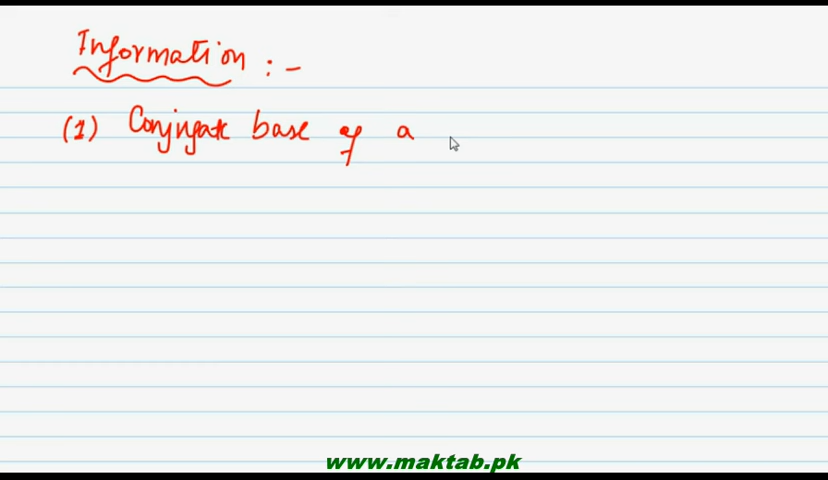 Information :-
(1) Conjugate base of a
www.maktab.pk